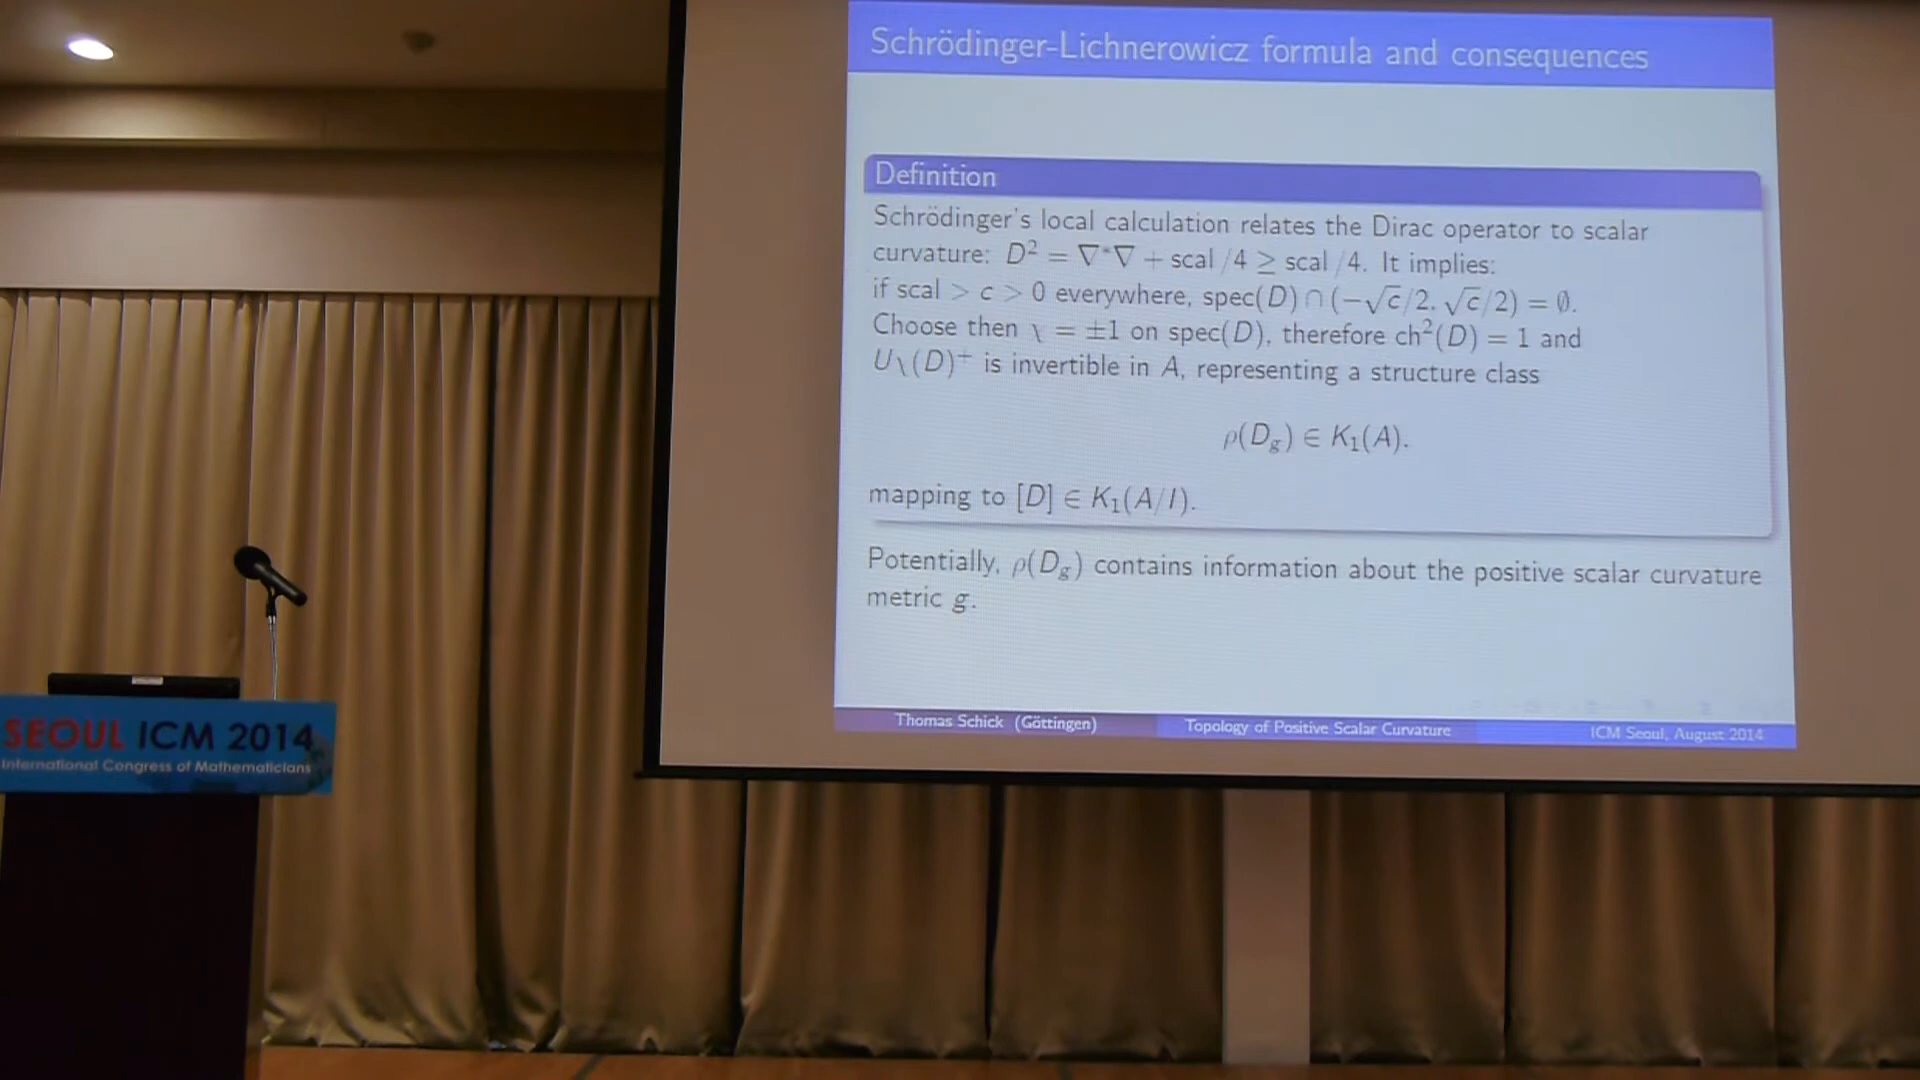 Schrödinger-Lichnerowicz formula and consequences
Definition
Schrödinger's local calculation relates the Dirac operator to scalar
curvature: D² = ∇*∇ + scal /4 ≥ scal /4. It implies:
if scal > c > 0 everywhere, spec(D) ∩ (−√c/2, √c/2) = ∅.
Choose then χ = ±1 on spec(D), therefore ch²(D) = 1 and
Uχ(D)⁺ is invertible in A, representing a structure class
ρ(D_g) ∈ K₁(A).
mapping to [D] ∈ K₁(A/I).
Potentially, ρ(D_g) contains information about the positive scalar curvature
metric g.
Thomas Schick (Göttingen) Topology of Positive Scalar Curvature ICM Seoul, August 2014
SEOUL ICM 2014
International Congress of Mathematicians